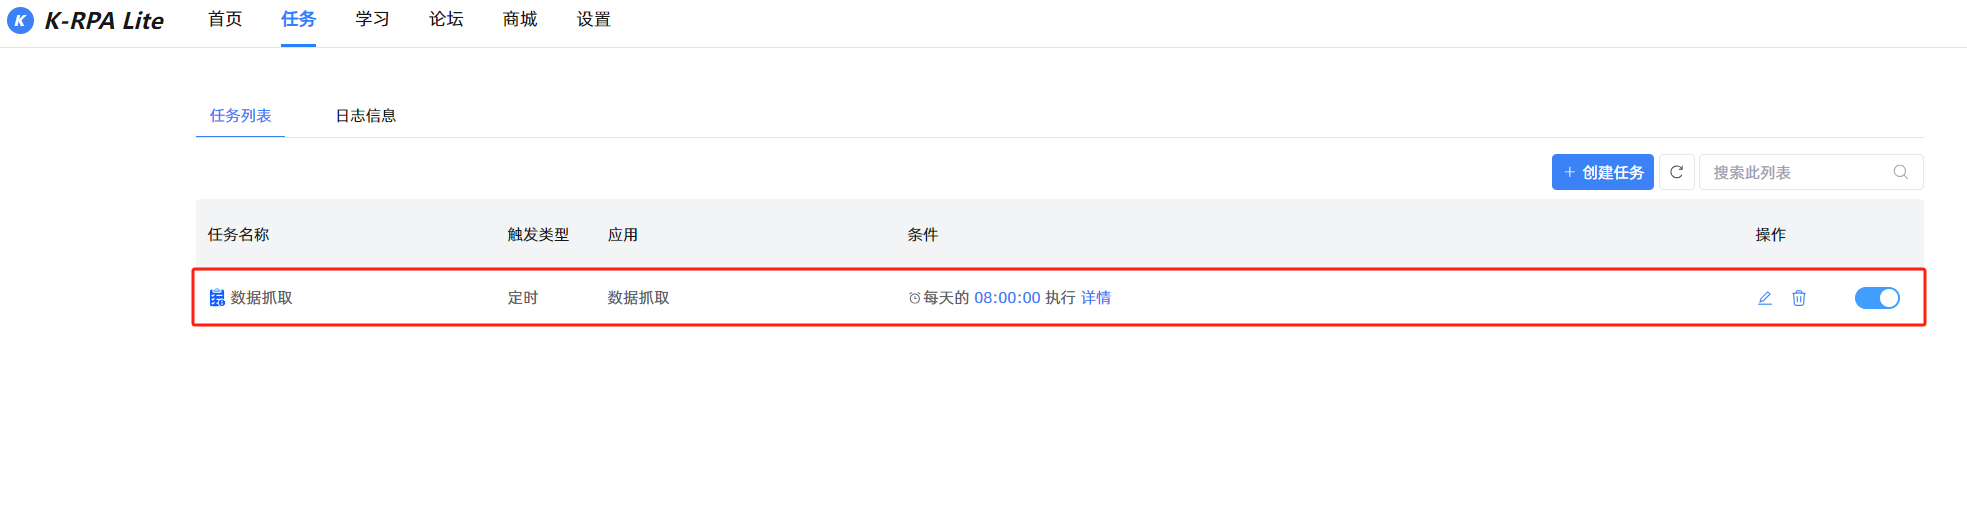 K K-RPA Lite 首页 任务 学习 论坛 商城 设置
任务列表 日志信息
+ 创建任务 搜索此列表
任务名称 触发类型 应用 条件 操作
数据抓取 定时 数据抓取 每天的 08:00:00 执行 详情